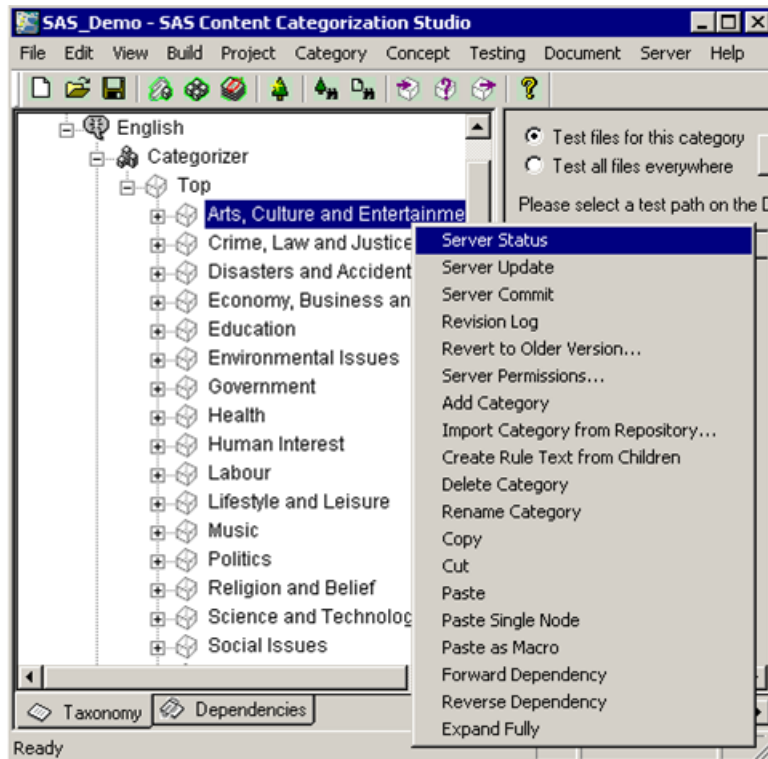 SAS_Demo - SAS Content Categorization Studio
File Edit View Build Project Category Concept Testing Document Server Help
English
Categorizer
Top
Arts, Culture and Entertainme
Crime, Law and Justice
Disasters and Accident
Economy, Business an
Education
Environmental Issues
Government
Health
Human Interest
Labour
Lifestyle and Leisure
Music
Politics
Religion and Belief
Science and Technolog
Social Issues
Test files for this category
Test all files everywhere
Please select a test path on the D
Server Status
Server Update
Server Commit
Revision Log
Revert to Older Version...
Server Permissions...
Add Category
Import Category from Repository...
Create Rule Text from Children
Delete Category
Rename Category
Copy
Cut
Paste
Paste Single Node
Paste as Macro
Forward Dependency
Reverse Dependency
Expand Fully
Taxonomy Dependencies
Ready